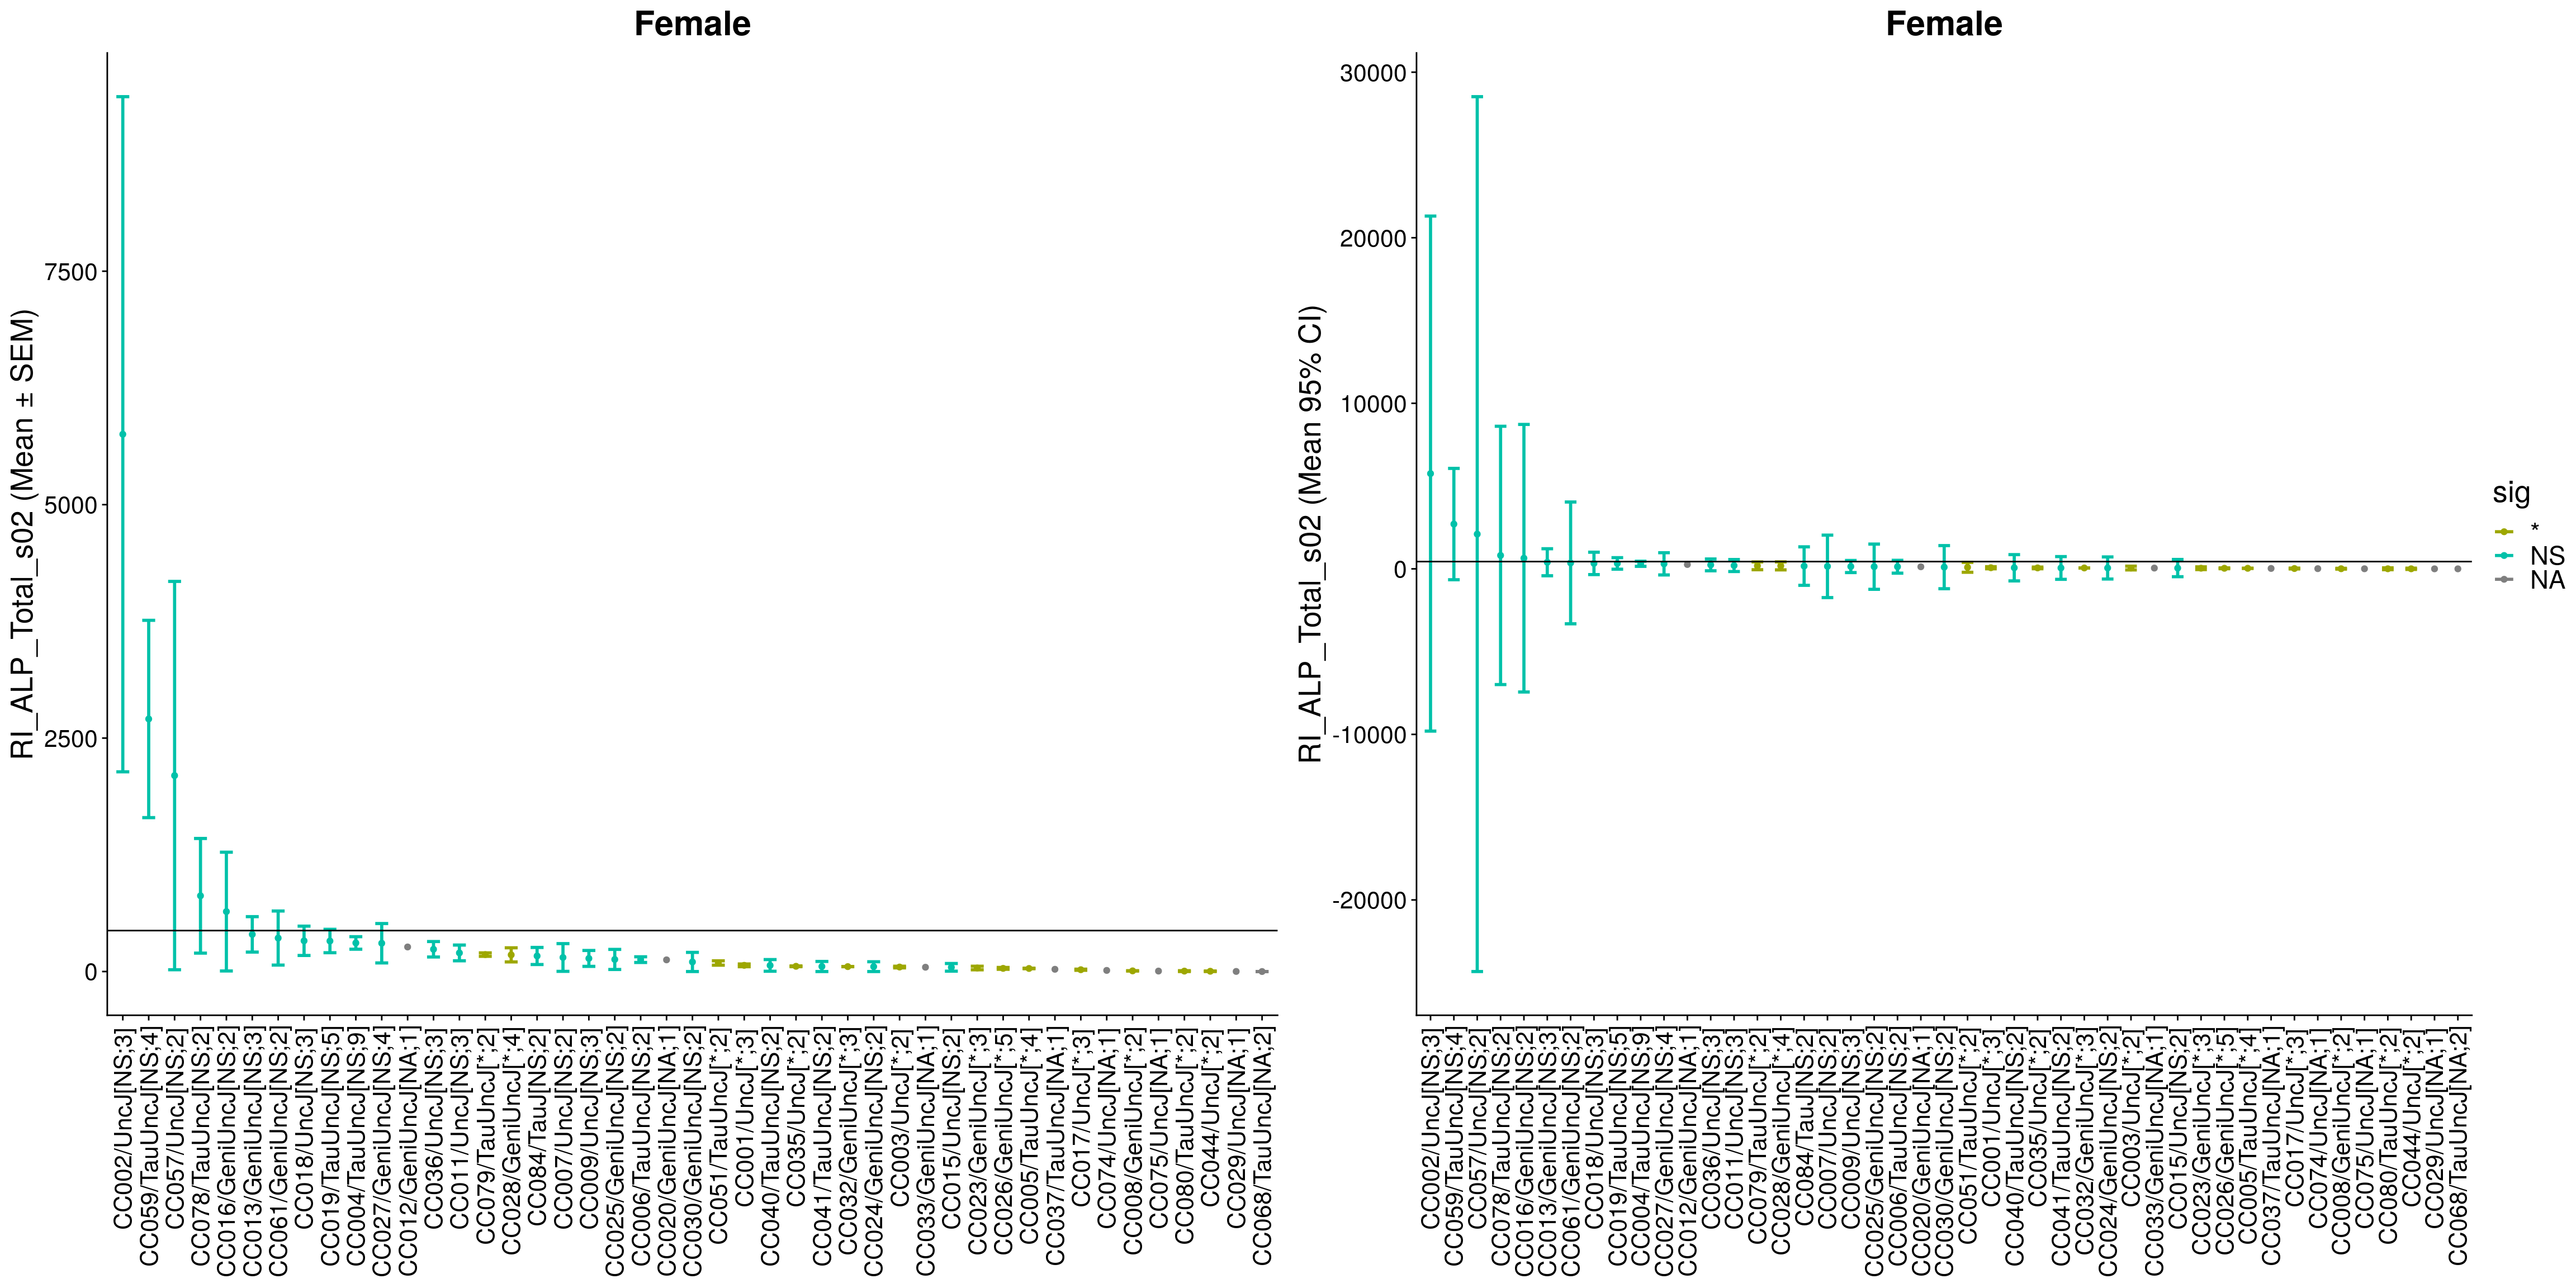 Female
RI_ALP_Total_s02 (Mean ± SEM)
7500
5000
2500
0
CC002/UncJ[NS;3]
CC059/TauUncJ[NS;4]
CC057/UncJ[NS;2]
CC078/TauUncJ[NS;2]
CC016/GeniUncJ[NS;2]
CC013/GeniUncJ[NS;3]
CC061/GeniUncJ[NS;2]
CC018/UncJ[NS;3]
CC019/TauUncJ[NS;5]
CC004/TauUncJ[NS;9]
CC027/GeniUncJ[NS;4]
CC012/GeniUncJ[NA;1]
CC036/UncJ[NS;3]
CC011/UncJ[NS;3]
CC079/TauUncJ[*;2]
CC028/GeniUncJ[*;4]
CC084/TauJ[NS;2]
CC007/UncJ[NS;2]
CC009/UncJ[NS;3]
CC025/GeniUncJ[NS;2]
CC006/TauUncJ[NS;2]
CC020/GeniUncJ[NA;1]
CC030/GeniUncJ[NS;2]
CC051/TauUncJ[*;2]
CC001/UncJ[*;3]
CC040/TauUncJ[NS;2]
CC035/UncJ[*;2]
CC041/TauUncJ[NS;2]
CC032/GeniUncJ[*;3]
CC024/GeniUncJ[NS;2]
CC003/UncJ[*;2]
CC033/GeniUncJ[NA;1]
CC015/UncJ[NS;2]
CC023/GeniUncJ[*;3]
CC026/GeniUncJ[*;5]
CC005/TauUncJ[*;4]
CC037/TauUncJ[NA;1]
CC017/UncJ[*;3]
CC074/UncJ[NA;1]
CC008/GeniUncJ[*;2]
CC075/UncJ[NA;1]
CC080/TauUncJ[*;2]
CC044/UncJ[*;2]
CC029/UncJ[NA;1]
CC068/TauUncJ[NA;2]
Female
RI_ALP_Total_s02 (Mean 95% CI)
30000
20000
10000
0
-10000
-20000
CC002/UncJ[NS;3]
CC059/TauUncJ[NS;4]
CC057/UncJ[NS;2]
CC078/TauUncJ[NS;2]
CC016/GeniUncJ[NS;2]
CC013/GeniUncJ[NS;3]
CC061/GeniUncJ[NS;2]
CC018/UncJ[NS;3]
CC019/TauUncJ[NS;5]
CC004/TauUncJ[NS;9]
CC027/GeniUncJ[NS;4]
CC012/GeniUncJ[NA;1]
CC036/UncJ[NS;3]
CC011/UncJ[NS;3]
CC079/TauUncJ[*;2]
CC028/GeniUncJ[*;4]
CC084/TauJ[NS;2]
CC007/UncJ[NS;2]
CC009/UncJ[NS;3]
CC025/GeniUncJ[NS;2]
CC006/TauUncJ[NS;2]
CC020/GeniUncJ[NA;1]
CC030/GeniUncJ[NS;2]
CC051/TauUncJ[*;2]
CC001/UncJ[*;3]
CC040/TauUncJ[NS;2]
CC035/UncJ[*;2]
CC041/TauUncJ[NS;2]
CC032/GeniUncJ[*;3]
CC024/GeniUncJ[NS;2]
CC003/UncJ[*;2]
CC033/GeniUncJ[NA;1]
CC015/UncJ[NS;2]
CC023/GeniUncJ[*;3]
CC026/GeniUncJ[*;5]
CC005/TauUncJ[*;4]
CC037/TauUncJ[NA;1]
CC017/UncJ[*;3]
CC074/UncJ[NA;1]
CC008/GeniUncJ[*;2]
CC075/UncJ[NA;1]
CC080/TauUncJ[*;2]
CC044/UncJ[*;2]
CC029/UncJ[NA;1]
CC068/TauUncJ[NA;2]
sig
*
NS
NA